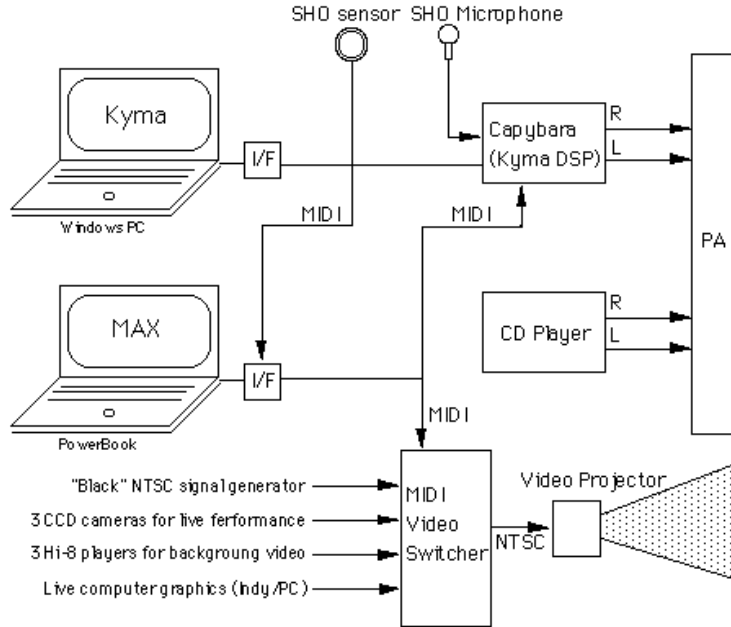 SHO sensor SHO Microphone
Kyma
I/F
Capybara
(Kyma DSP)
R
L
Windows PC
MIDI
MIDI
PA
MAX
I/F
CD Player
R
L
PowerBook
MIDI
"Black" NTSC signal generator
3 CCD cameras for live ferformance
3 Hi-8 players for backgroung video
Live computer graphics (Indy/PC)
MIDI
Video
Switcher
NTSC
Video Projector